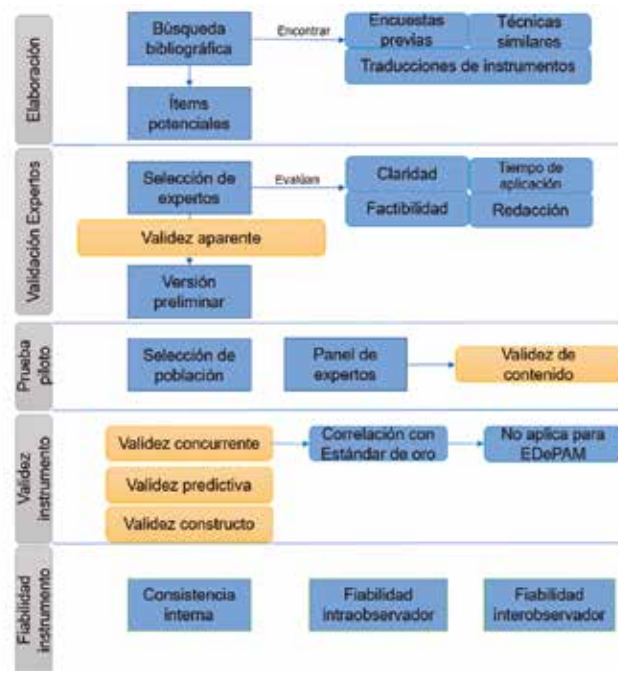 Elaboración
Búsqueda
bibliográfica
Encontrar
Encuestas
previas
Técnicas
similares
Traducciones de instrumentos
Ítems
potenciales
Validación Expertos
Selección de
expertos
Evalúan
Claridad
Tiempo de
aplicación
Factibilidad
Redacción
Validez aparente
Versión
preliminar
Prueba
piloto
Selección de
población
Panel de
expertos
Validez de
contenido
Validez
instrumento
Validez concurrente
Correlación con
Estándar de oro
No aplica para
EDePAM
Validez predictiva
Validez constructo
Fiabilidad
instrumento
Consistencia
interna
Fiabilidad
intraobservador
Fiabilidad
interobservador